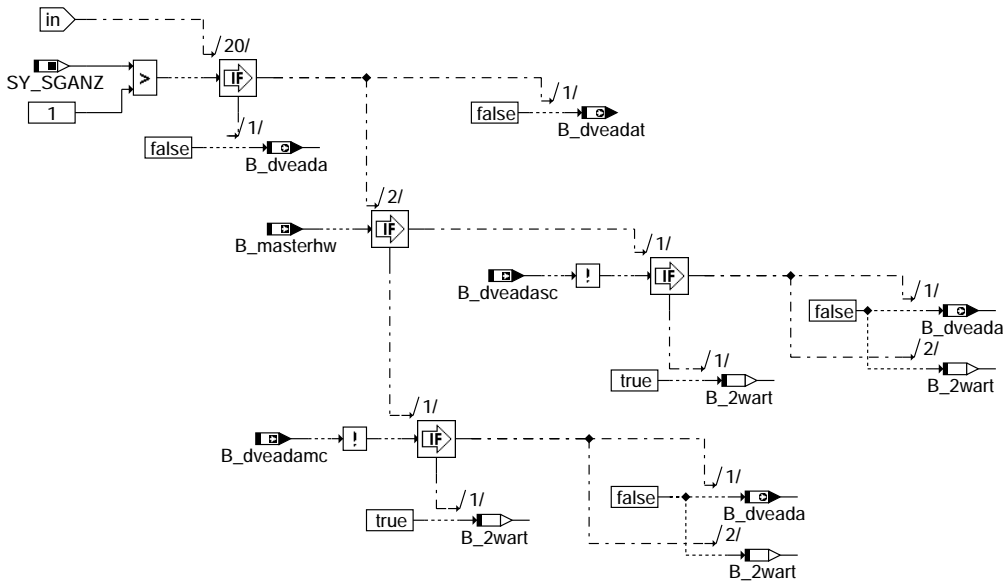 in
/20/
SY_SGANZ
>
IF
1
/1/
false
B_dveada
/1/
false
B_dveadat
/2/
B_masterhw
IF
/1/
B_dveadasc
!
IF
/1/
false
B_dveada
/2/
B_2wart
/1/
true
B_2wart
/1/
B_dveadamc
!
IF
/1/
false
B_dveada
/2/
B_2wart
/1/
true
B_2wart